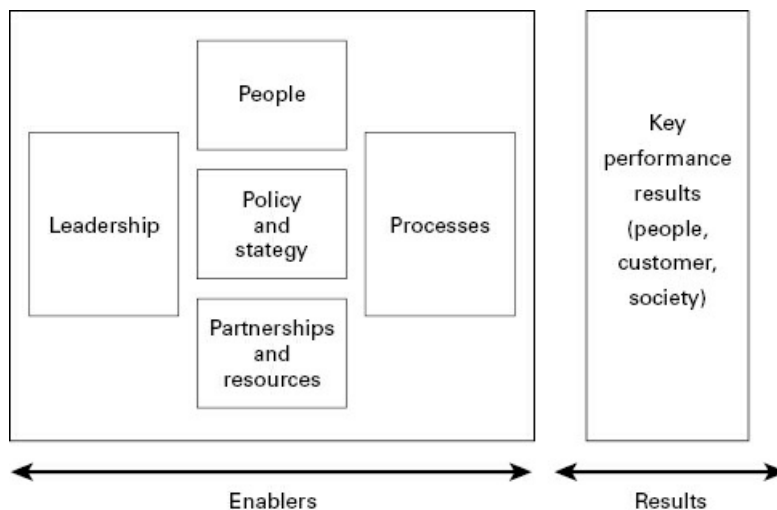 People
Leadership
Policy
and
stategy
Processes
Partnerships
and
resources
Key
performance
results
(people,
customer,
society)
Enablers
Results